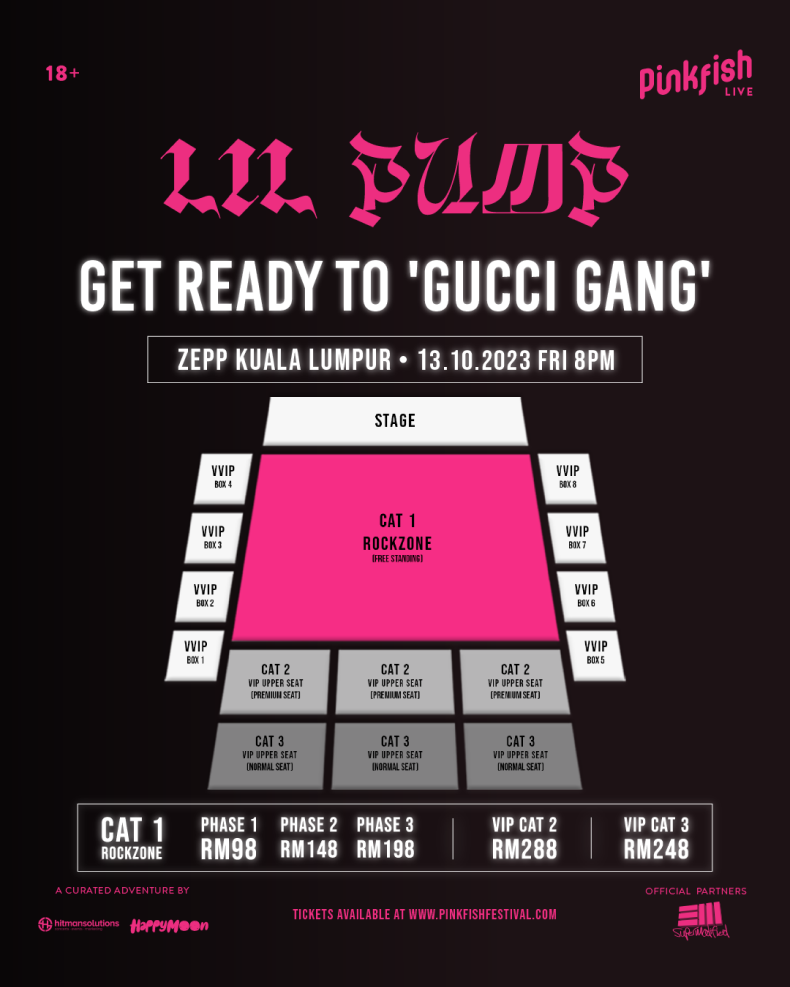 18+
pinkfish
LIVE
LIL PUMP
GET READY TO 'GUCCI GANG'
ZEPP KUALA LUMPUR • 13.10.2023 FRI 8PM
STAGE
VVIP
BOX 4
VVIP
BOX 8
VVIP
BOX 3
VVIP
BOX 7
CAT 1
ROCKZONE
(FREE STANDING)
VVIP
BOX 2
VVIP
BOX 6
VVIP
BOX 1
VVIP
BOX 5
CAT 2
VIP UPPER SEAT
(PREMIUM SEAT)
CAT 2
VIP UPPER SEAT
(PREMIUM SEAT)
CAT 2
VIP UPPER SEAT
(PREMIUM SEAT)
CAT 3
VIP UPPER SEAT
(NORMAL SEAT)
CAT 3
VIP UPPER SEAT
(NORMAL SEAT)
CAT 3
VIP UPPER SEAT
(NORMAL SEAT)
CAT 1
ROCKZONE
PHASE 1
RM98
PHASE 2
RM148
PHASE 3
RM198
VIP CAT 2
RM288
VIP CAT 3
RM248
A CURATED ADVENTURE BY
hitmansolutions
HAPPYMOON
TICKETS AVAILABLE AT WWW.PINKFISHFESTIVAL.COM
OFFICIAL PARTNERS